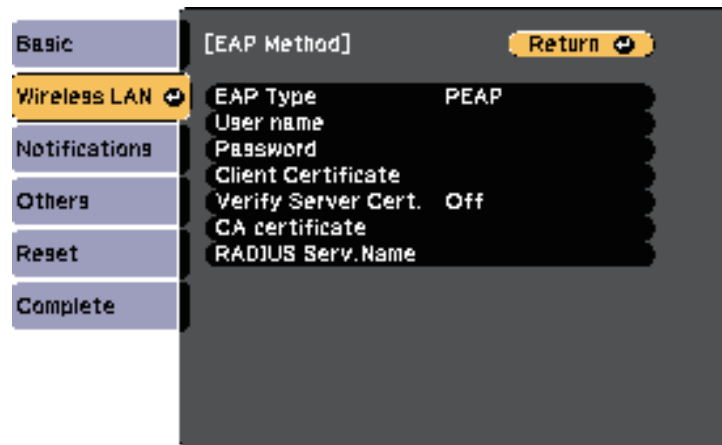 Basic
Wireless LAN
Notifications
Others
Reset
Complete
[EAP Method]
Return
EAP Type PEAP
User name
Password
Client Certificate
Verify Server Cert. Off
CA certificate
RADIUS Serv.Name